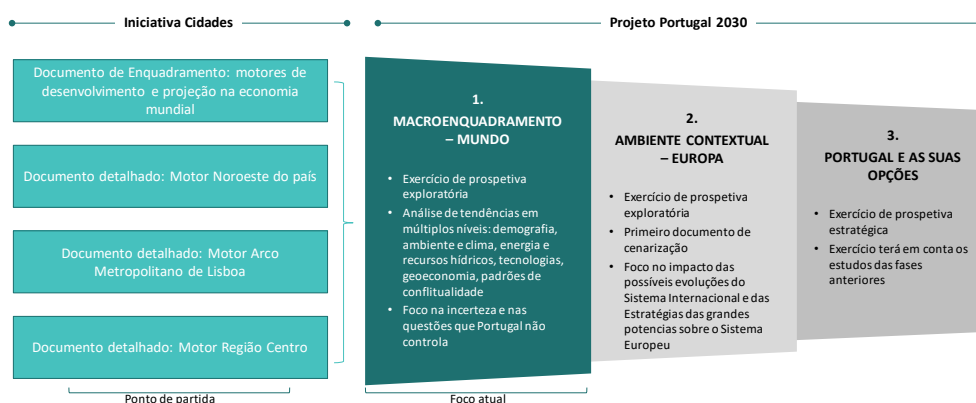 Iniciativa Cidades
Projeto Portugal 2030
Documento de Enquadramento: motores de
desenvolvimento e projeção na economia
mundial
Documento detalhado: Motor Noroeste do país
Documento detalhado: Motor Arco
Metropolitano de Lisboa
Documento detalhado: Motor Região Centro
Ponto de partida
1.
MACROENQUADRAMENTO
– MUNDO
• Exercício de prospetiva
exploratória
• Análise de tendências em
múltiplos níveis: demografia,
ambiente e clima, energia e
recursos hídricos, tecnologias,
geoeconomia, padrões de
conflitualidade
• Foco na incerteza e nas
questões que Portugal não
controla
Foco atual
2.
AMBIENTE CONTEXTUAL
– EUROPA
• Exercício de prospetiva
exploratória
• Primeiro documento de
cenarização
• Foco no impacto das
possíveis evoluções do
Sistema Internacional e das
Estratégias das grandes
potencias sobre o Sistema
Europeu
3.
PORTUGAL E AS SUAS
OPÇÕES
• Exercício de prospetiva
estratégica
• Exercício terá em conta os
estudos das fases
anteriores